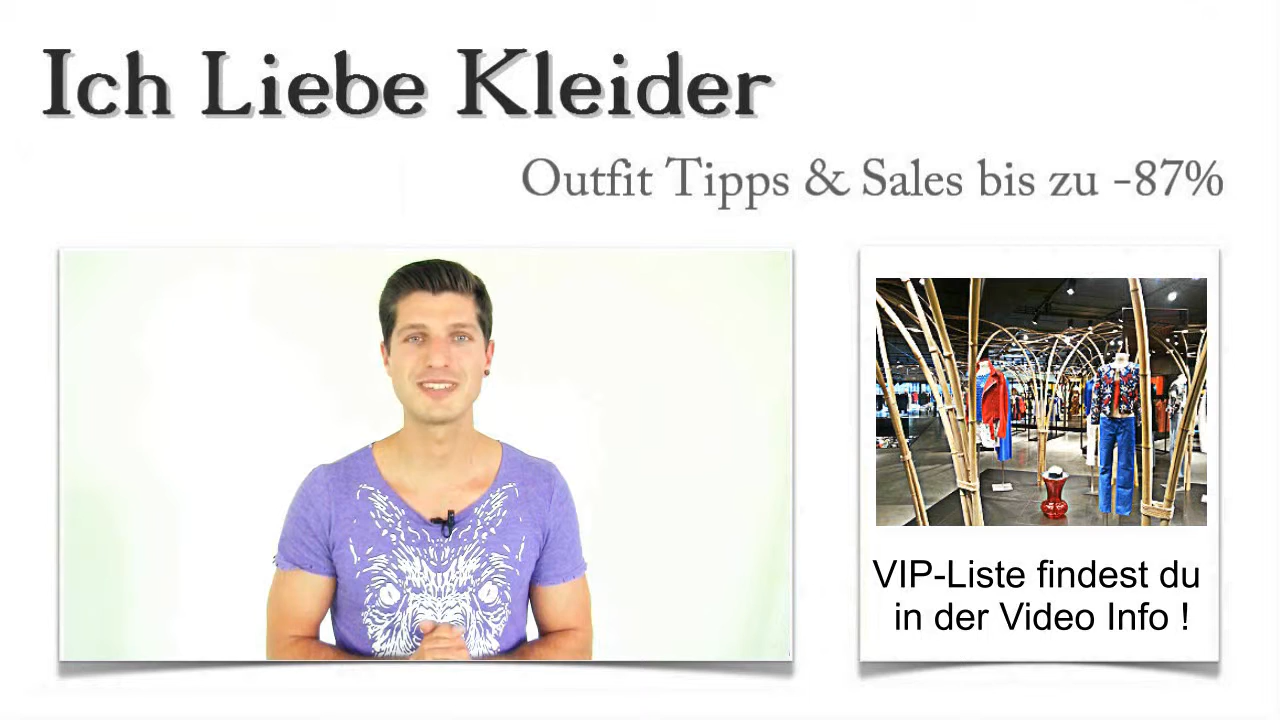 Ich Liebe Kleider
Outfit Tipps & Sales bis zu -87%
VIP-Liste findest du
in der Video Info !